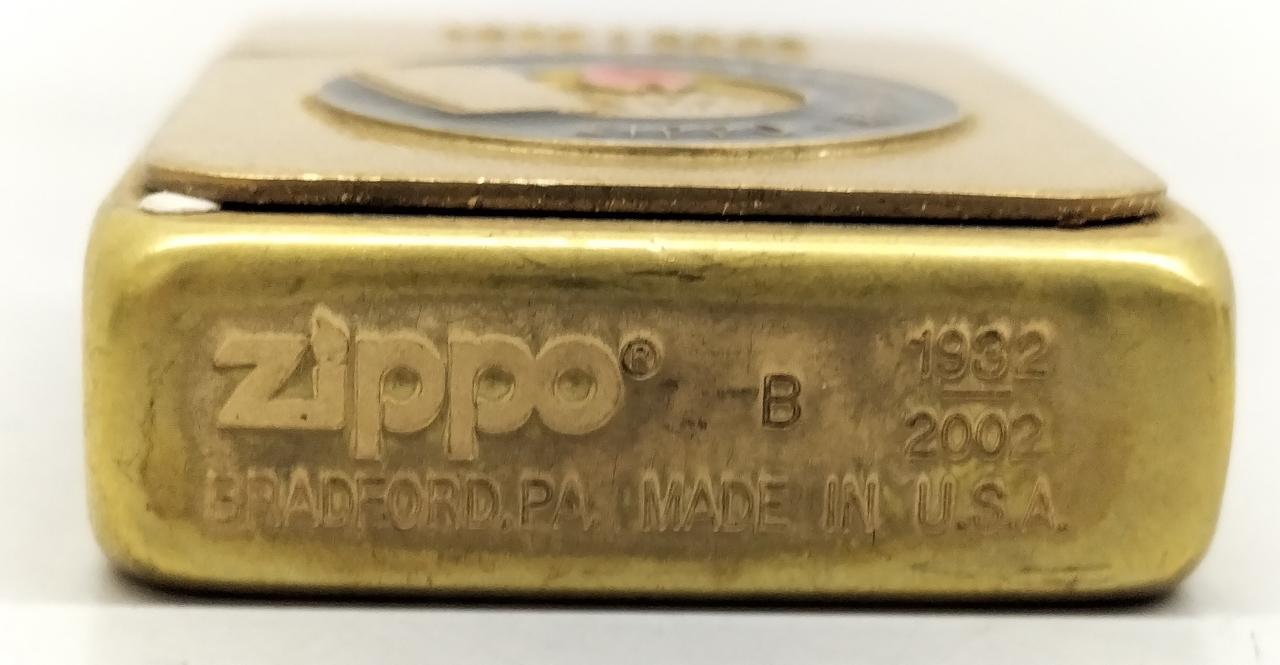 zippo® B 1932
2002
BRADFORD, PA. MADE IN U.S.A.